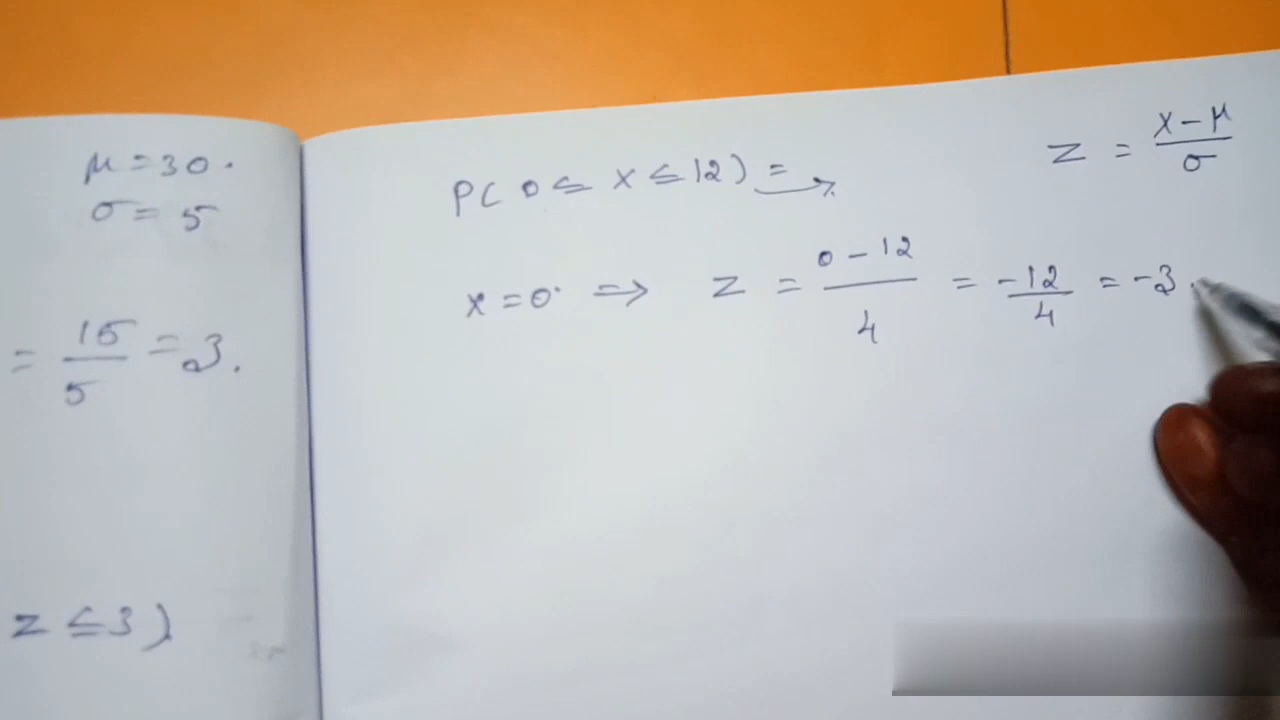 μ = 30.
σ = 5
= 15/5 = 3.
z ≤ 3)
z = (x - μ)/σ
P(0 ≤ x ≤ 12) =
x = 0 ⇒ z = (0 - 12)/4 = -12/4 = -3.